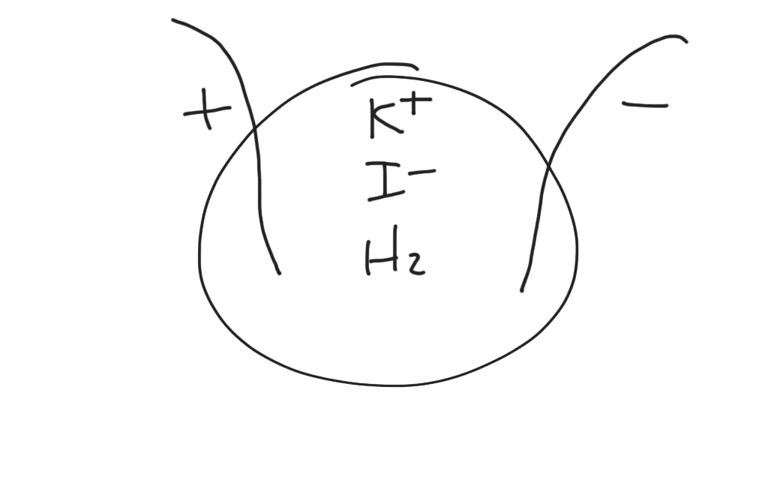 + K⁺ −
I⁻
H₂